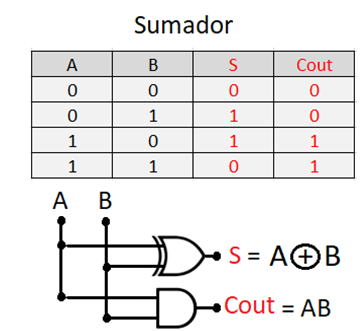 Sumador
A B S Cout
0 0 0 0
0 1 1 0
1 0 1 1
1 1 0 1
A B
S = A⊕B
Cout = AB